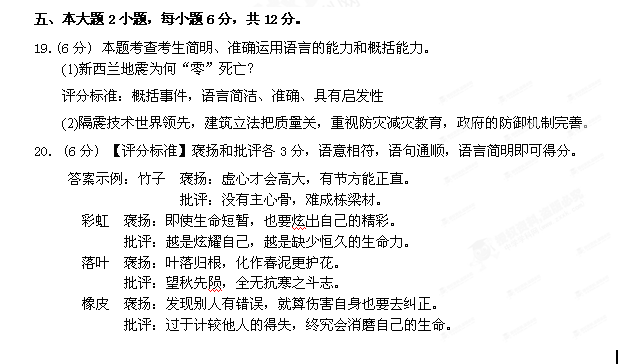 五、本大题2小题，每小题6分，共12分。
19.(6分) 本题考查考生简明、准确运用语言的能力和概括能力。
(1)新西兰地震为何“零”死亡？
评分标准：概括事件，语言简洁、准确、具有启发性
(2)隔震技术世界领先，建筑立法把质量关，重视防灾减灾教育，政府的防御机制完善。
20. (6分) 【评分标准】褒扬和批评各3分，语意相符，语句通顺，语言简明即可得分。
答案示例：竹子 褒扬：虚心才会高大，有节方能正直。
批评：没有主心骨，难成栋梁材。
彩虹 褒扬：即使生命短暂，也要炫出自己的精彩。
批评：越是炫耀自己，越是缺少恒久的生命力。
落叶 褒扬：叶落归根，化作春泥更护花。
批评：望秋先陨，全无抗寒之斗志。
橡皮 褒扬：发现别人有错误，就算伤害自身也要去纠正。
批评：过于计较他人的得失，终究会消磨自己的生命。